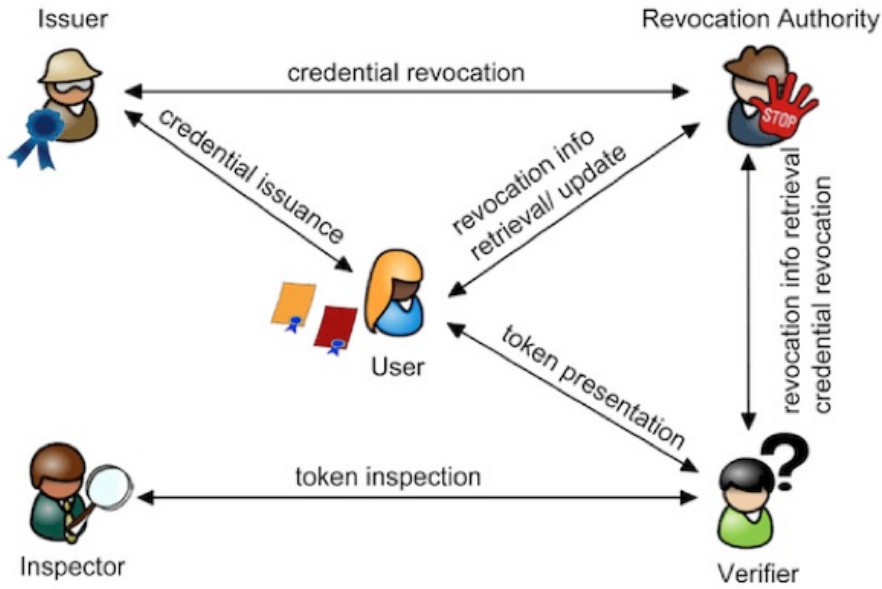 Issuer
Revocation Authority
credential revocation
STOP
credential issuance
revocation info
retrieval/ update
revocation info retrieval
credential revocation
User
token presentation
token inspection
Inspector
Verifier
?